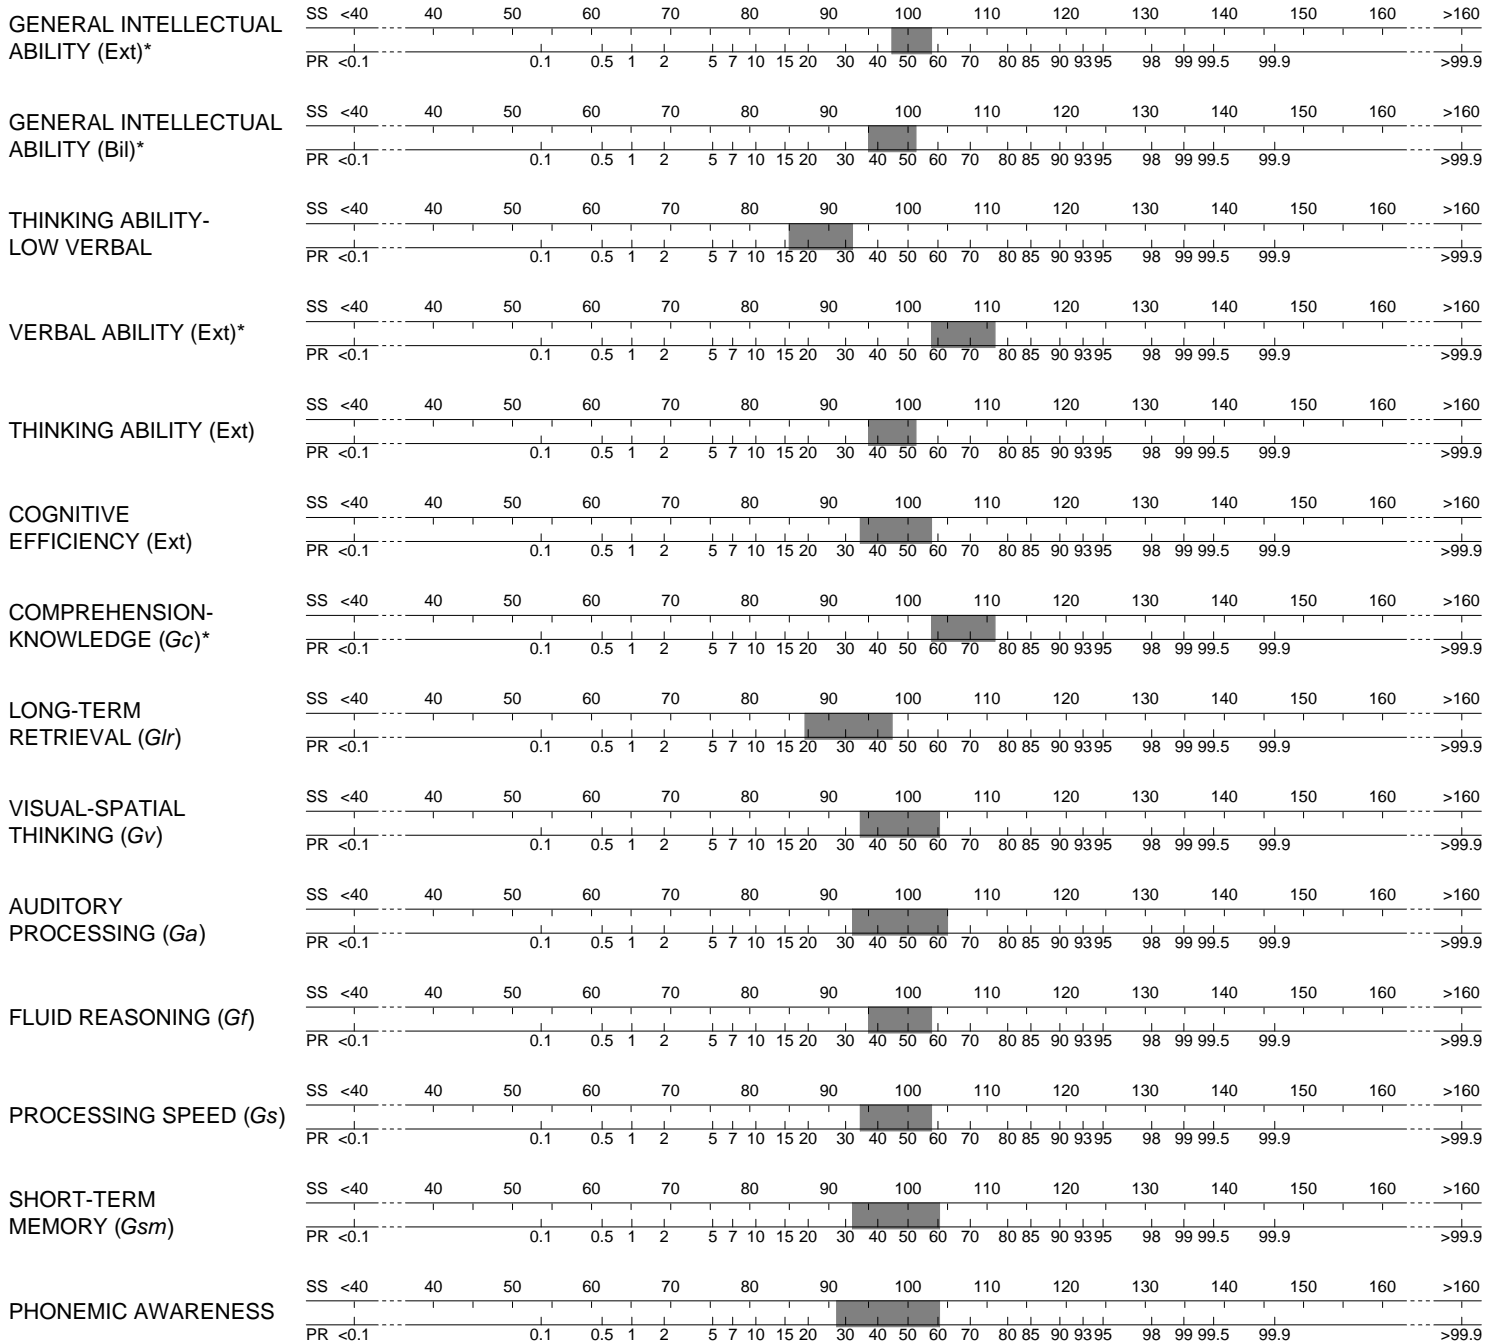 GENERAL INTELLECTUAL
ABILITY (Ext)*
SS <40 40 50 60 70 80 90 100 110 120 130 140 150 160 >160
PR <0.1 0.1 0.5 1 2 5 7 10 15 20 30 40 50 60 70 80 85 90 93 95 98 99 99.5 99.9 >99.9
GENERAL INTELLECTUAL
ABILITY (Bil)*
SS <40 40 50 60 70 80 90 100 110 120 130 140 150 160 >160
PR <0.1 0.1 0.5 1 2 5 7 10 15 20 30 40 50 60 70 80 85 90 93 95 98 99 99.5 99.9 >99.9
THINKING ABILITY-
LOW VERBAL
SS <40 40 50 60 70 80 90 100 110 120 130 140 150 160 >160
PR <0.1 0.1 0.5 1 2 5 7 10 15 20 30 40 50 60 70 80 85 90 93 95 98 99 99.5 99.9 >99.9
VERBAL ABILITY (Ext)*
SS <40 40 50 60 70 80 90 100 110 120 130 140 150 160 >160
PR <0.1 0.1 0.5 1 2 5 7 10 15 20 30 40 50 60 70 80 85 90 93 95 98 99 99.5 99.9 >99.9
THINKING ABILITY (Ext)
SS <40 40 50 60 70 80 90 100 110 120 130 140 150 160 >160
PR <0.1 0.1 0.5 1 2 5 7 10 15 20 30 40 50 60 70 80 85 90 93 95 98 99 99.5 99.9 >99.9
COGNITIVE
EFFICIENCY (Ext)
SS <40 40 50 60 70 80 90 100 110 120 130 140 150 160 >160
PR <0.1 0.1 0.5 1 2 5 7 10 15 20 30 40 50 60 70 80 85 90 93 95 98 99 99.5 99.9 >99.9
COMPREHENSION-
KNOWLEDGE (Gc)*
SS <40 40 50 60 70 80 90 100 110 120 130 140 150 160 >160
PR <0.1 0.1 0.5 1 2 5 7 10 15 20 30 40 50 60 70 80 85 90 93 95 98 99 99.5 99.9 >99.9
LONG-TERM
RETRIEVAL (Glr)
SS <40 40 50 60 70 80 90 100 110 120 130 140 150 160 >160
PR <0.1 0.1 0.5 1 2 5 7 10 15 20 30 40 50 60 70 80 85 90 93 95 98 99 99.5 99.9 >99.9
VISUAL-SPATIAL
THINKING (Gv)
SS <40 40 50 60 70 80 90 100 110 120 130 140 150 160 >160
PR <0.1 0.1 0.5 1 2 5 7 10 15 20 30 40 50 60 70 80 85 90 93 95 98 99 99.5 99.9 >99.9
AUDITORY
PROCESSING (Ga)
SS <40 40 50 60 70 80 90 100 110 120 130 140 150 160 >160
PR <0.1 0.1 0.5 1 2 5 7 10 15 20 30 40 50 60 70 80 85 90 93 95 98 99 99.5 99.9 >99.9
FLUID REASONING (Gf)
SS <40 40 50 60 70 80 90 100 110 120 130 140 150 160 >160
PR <0.1 0.1 0.5 1 2 5 7 10 15 20 30 40 50 60 70 80 85 90 93 95 98 99 99.5 99.9 >99.9
PROCESSING SPEED (Gs)
SS <40 40 50 60 70 80 90 100 110 120 130 140 150 160 >160
PR <0.1 0.1 0.5 1 2 5 7 10 15 20 30 40 50 60 70 80 85 90 93 95 98 99 99.5 99.9 >99.9
SHORT-TERM
MEMORY (Gsm)
SS <40 40 50 60 70 80 90 100 110 120 130 140 150 160 >160
PR <0.1 0.1 0.5 1 2 5 7 10 15 20 30 40 50 60 70 80 85 90 93 95 98 99 99.5 99.9 >99.9
PHONEMIC AWARENESS
SS <40 40 50 60 70 80 90 100 110 120 130 140 150 160 >160
PR <0.1 0.1 0.5 1 2 5 7 10 15 20 30 40 50 60 70 80 85 90 93 95 98 99 99.5 99.9 >99.9